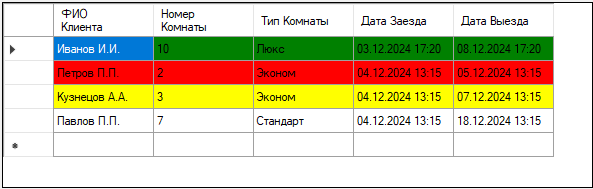 ФИО Клиента Номер Комнаты Тип Комнаты Дата Заезда Дата Выезда
Иванов И.И. 10 Люкс 03.12.2024 17:20 08.12.2024 17:20
Петров П.П. 2 Эконом 04.12.2024 13:15 05.12.2024 13:15
Кузнецов А.А. 3 Эконом 04.12.2024 13:15 07.12.2024 13:15
Павлов П.П. 7 Стандарт 04.12.2024 13:15 18.12.2024 13:15